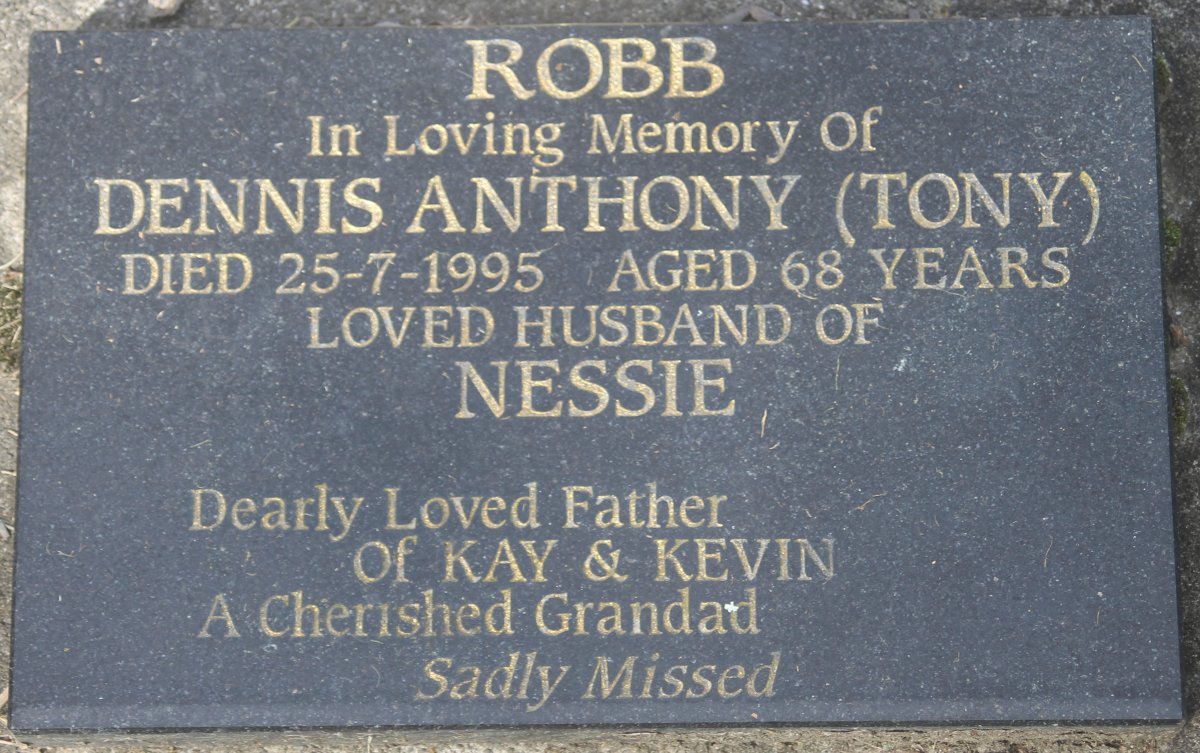 ROBB
In Loving Memory Of
DENNIS ANTHONY (TONY)
DIED 25-7-1995 AGED 68 YEARS
LOVED HUSBAND OF
NESSIE
Dearly Loved Father
Of KAY & KEVIN
A Cherished Grandad
Sadly Missed